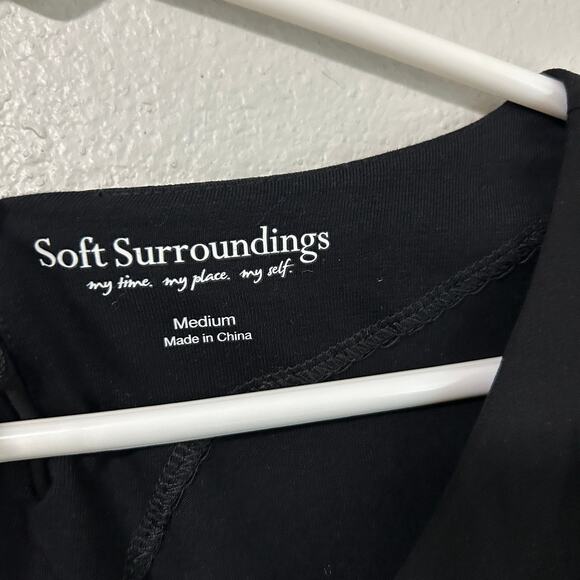 Soft Surroundings
my time. my place. my self.
Medium
Made in China